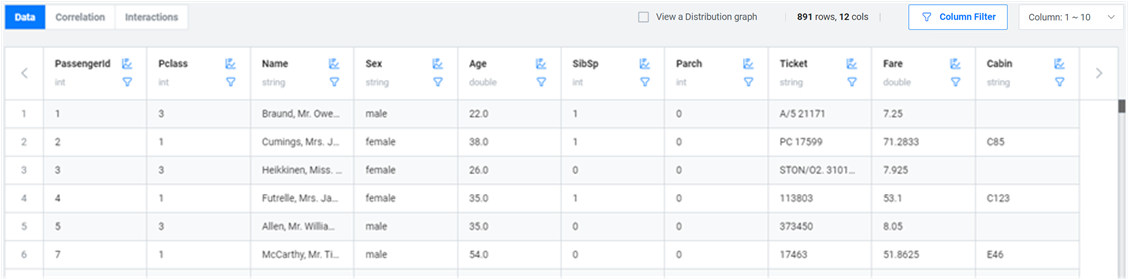 Data Correlation Interactions View a Distribution graph 891 rows, 12 cols Column Filter Column: 1 ~ 10
PassengerId Pclass Name Sex Age SibSp Parch Ticket Fare Cabin
int int string string double int int string double string
1 1 3 Braund, Mr. Owe... male 22.0 1 0 A/5 21171 7.25
2 2 1 Cumings, Mrs. J... female 38.0 1 0 PC 17599 71.2833 C85
3 3 3 Heikkinen, Miss. ... female 26.0 0 0 STON/O2. 3101... 7.925
4 4 1 Futrelle, Mrs. Ja... female 35.0 1 0 113803 53.1 C123
5 5 3 Allen, Mr. Willia... male 35.0 0 0 373450 8.05
6 7 1 McCarthy, Mr. Ti... male 54.0 0 0 17463 51.8625 E46